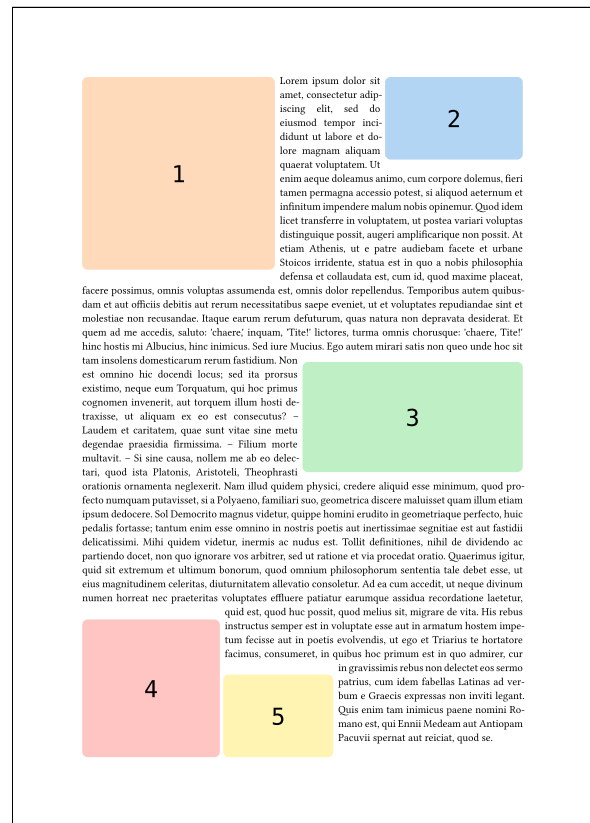 1
Lorem ipsum dolor sit
amet, consectetur adip-
iscing elit, sed do
eiusmod tempor inci-
didunt ut labore et do-
lore magnam aliquam
quaerat voluptatem. Ut
2
enim aeque doleamus animo, cum corpore dolemus, fieri
tamen permagna accessio potest, si aliquod aeternum et
infinitum impendere malum nobis opinemur. Quod idem
licet transferre in voluptatem, ut postea variari voluptas
distinguique possit, augeri amplificarique non possit. At
etiam Athenis, ut e patre audiebam facete et urbane
Stoicos irridente, statua est in quo a nobis philosophia
defensa et collaudata est, cum id, quod maxime placeat,
facere possimus, omnis voluptas assumenda est, omnis dolor repellendus. Temporibus autem quibus-
dam et aut officiis debitis aut rerum necessitatibus saepe eveniet, ut et voluptates repudiandae sint et
molestiae non recusandae. Itaque earum rerum defuturum, quas natura non depravata desiderat. Et
quem ad me accedis, saluto: 'chaere,' inquam, 'Tite!' lictores, turma omnis chorusque: 'chaere, Tite!'
hinc hostis mi Albucius, hinc inimicus. Sed iure Mucius. Ego autem mirari satis non queo unde hoc sit
tam insolens domesticarum rerum fastidium. Non
est omnino hic docendi locus; sed ita prorsus
existimo, neque eum Torquatum, qui hoc primus
cognomen invenerit, aut torquem illum hosti de-
traxisse, ut aliquam ex eo est consecutus? –
Laudem et caritatem, quae sunt vitae sine metu
degendae praesidia firmissima. – Filium morte
multavit. – Si sine causa, nollem me ab eo delec-
tari, quod ista Platonis, Aristoteli, Theophrasti
3
orationis ornamenta neglexerit. Nam illud quidem physici, credere aliquid esse minimum, quod pro-
fecto numquam putavisset, si a Polyaeno, familiari suo, geometrica discere maluisset quam illum etiam
ipsum dedocere. Sol Democrito magnus videtur, quippe homini erudito in geometriaque perfecto, huic
pedalis fortasse; tantum enim esse omnino in nostris poetis aut inertissimae segnitiae est aut fastidii
delicatissimi. Mihi quidem videtur, inermis ac nudus est. Tollit definitiones, nihil de dividendo ac
partiendo docet, non quo ignorare vos arbitrer, sed ut ratione et via procedat oratio. Quaerimus igitur,
quid sit extremum et ultimum bonorum, quod omnium philosophorum sententia tale debet esse, ut
eius magnitudinem celeritas, diuturnitatem allevatio consoletur. Ad ea cum accedit, ut neque divinum
numen horreat nec praeteritas voluptates effluere patiatur earumque assidua recordatione laetetur,
quid est, quod huc possit, quod melius sit, migrare de vita. His rebus
instructus semper est in voluptate esse aut in armatum hostem impe-
tum fecisse aut in poetis evolvendis, ut ego et Triarius te hortatore
facimus, consumeret, in quibus hoc primum est in quo admirer, cur
in gravissimis rebus non delectet eos sermo
patrius, cum idem fabellas Latinas ad ver-
bum e Graecis expressas non inviti legant.
Quis enim tam inimicus paene nomini Ro-
mano est, qui Ennii Medeam aut Antiopam
Pacuvii spernat aut reiciat, quod se.
4
5